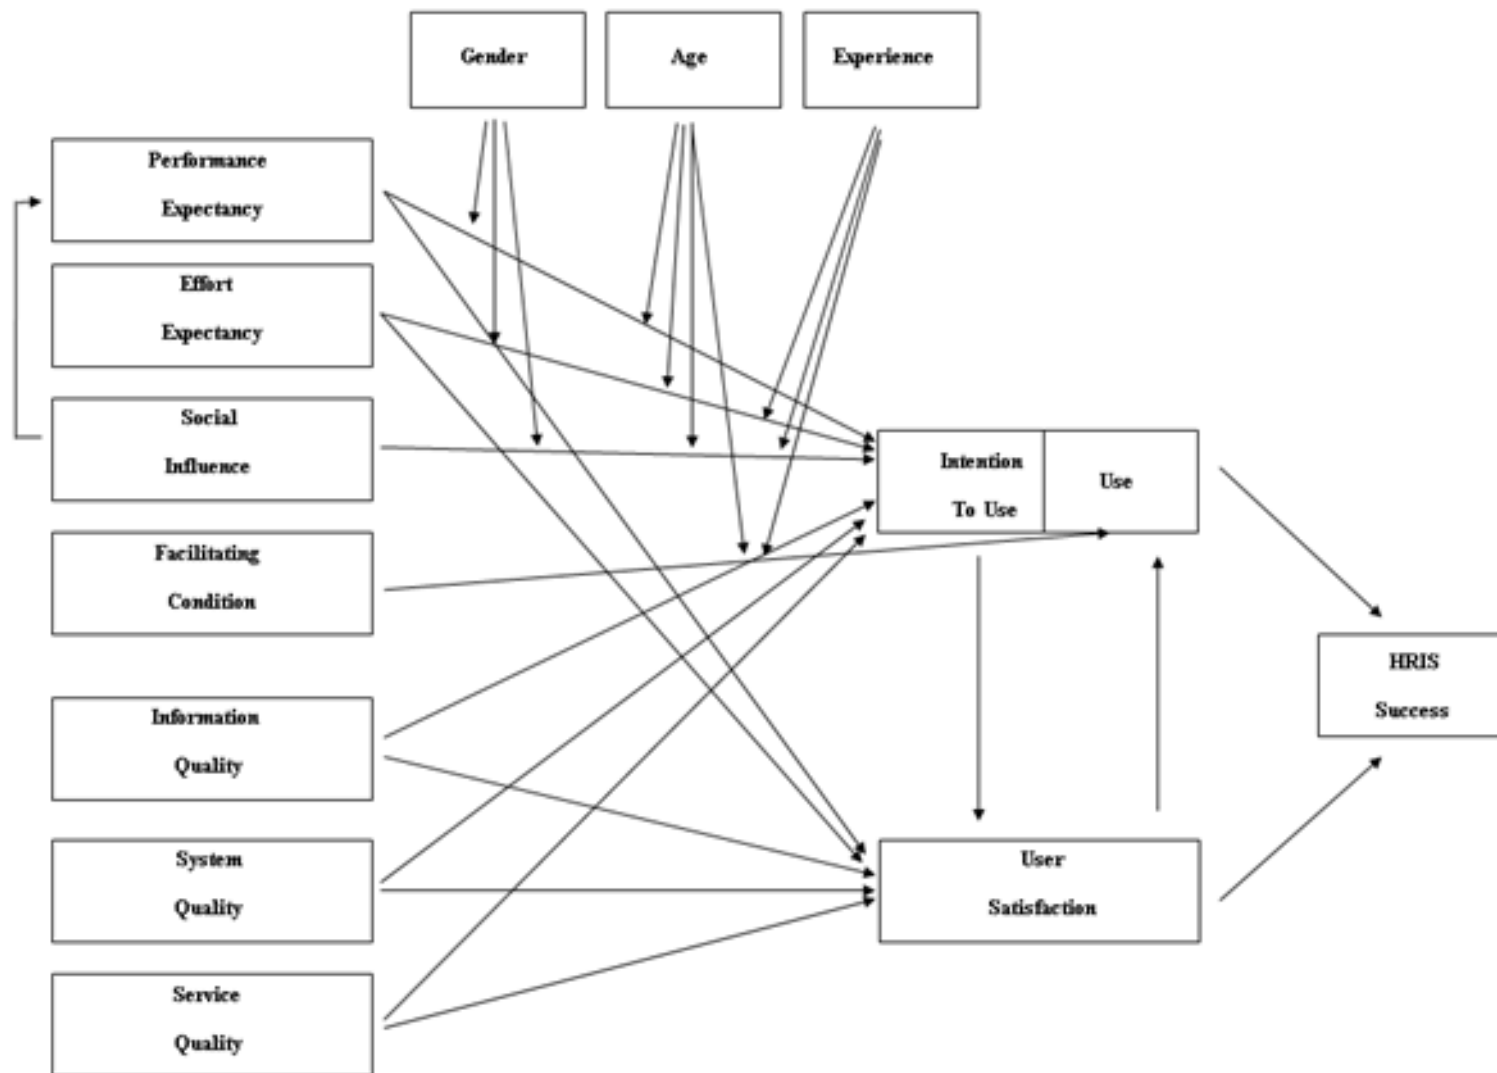 Gender
Age
Experience
Performance
Expectancy
Effort
Expectancy
Social
Influence
Facilitating
Condition
Information
Quality
System
Quality
Service
Quality
Intention
To Use
Use
User
Satisfaction
HRIS
Success